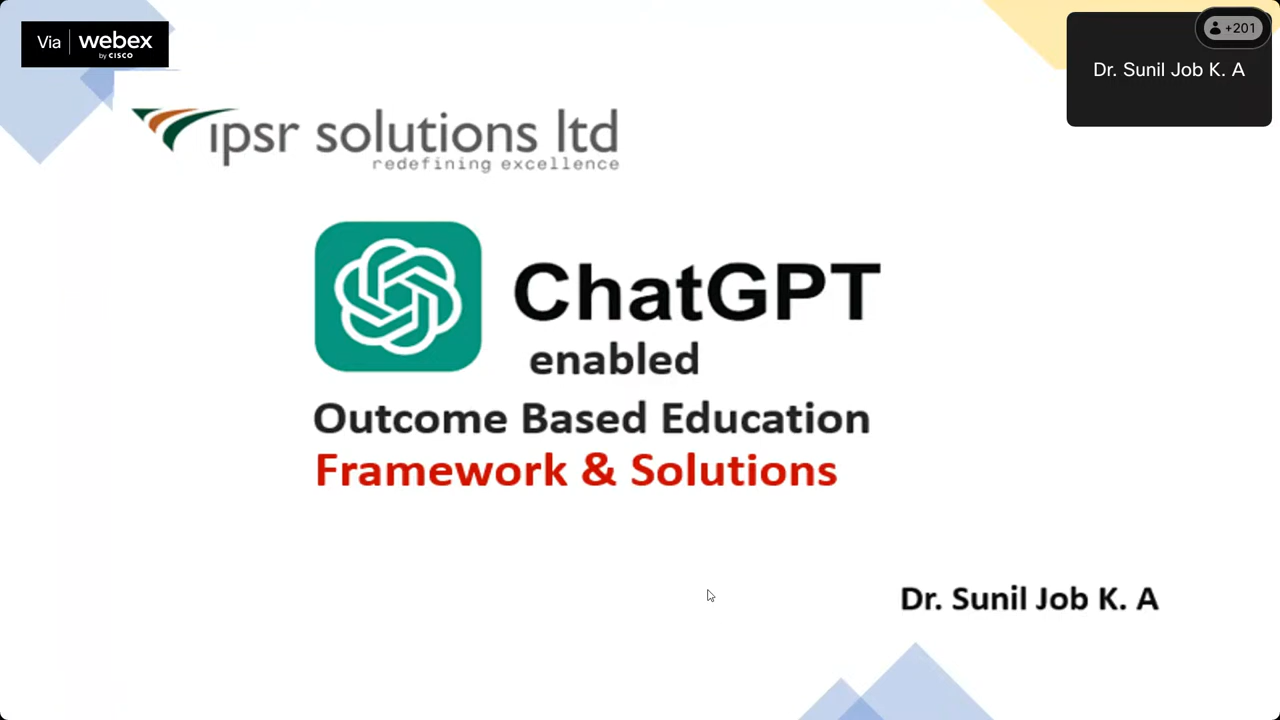 Via webex
by CISCO
+201
Dr. Sunil Job K. A
ipsr solutions ltd
redefining excellence
ChatGPT
enabled
Outcome Based Education
Framework & Solutions
Dr. Sunil Job K. A